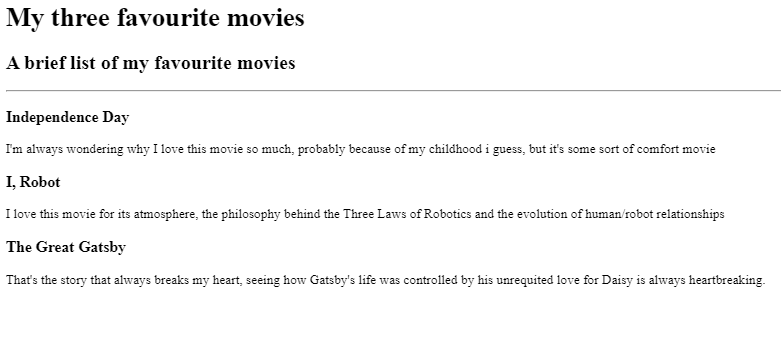 My three favourite movies
A brief list of my favourite movies
Independence Day
I'm always wondering why I love this movie so much, probably because of my childhood i guess, but it's some sort of comfort movie
I, Robot
I love this movie for its atmosphere, the philosophy behind the Three Laws of Robotics and the evolution of human/robot relationships
The Great Gatsby
That's the story that always breaks my heart, seeing how Gatsby's life was controlled by his unrequited love for Daisy is always heartbreaking.